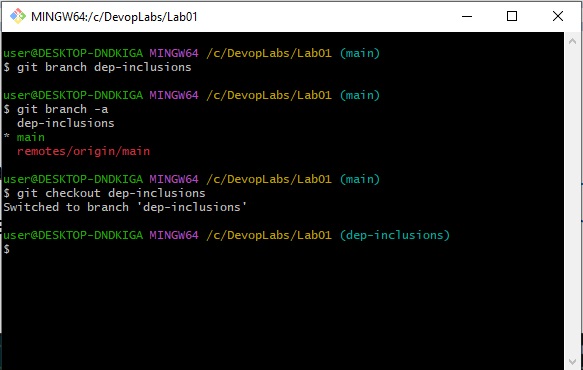 MINGW64:/c/DevopLabs/Lab01
user@DESKTOP-DNDKIGA MINGW64 /c/DevopLabs/Lab01 (main)
$ git branch dep-inclusions
user@DESKTOP-DNDKIGA MINGW64 /c/DevopLabs/Lab01 (main)
$ git branch -a
  dep-inclusions
* main
  remotes/origin/main
user@DESKTOP-DNDKIGA MINGW64 /c/DevopLabs/Lab01 (main)
$ git checkout dep-inclusions
Switched to branch 'dep-inclusions'
user@DESKTOP-DNDKIGA MINGW64 /c/DevopLabs/Lab01 (dep-inclusions)
$